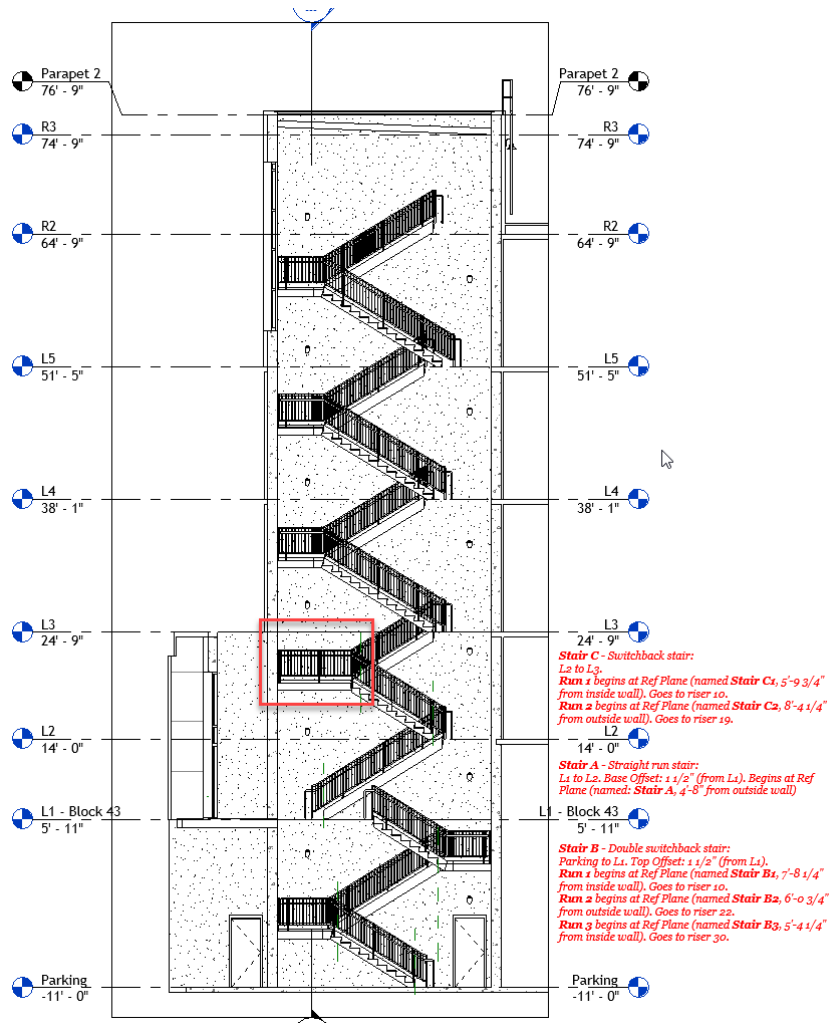 Parapet 2
76' - 9"
Parapet 2
76' - 9"
R3
74' - 9"
R3
74' - 9"
R2
64' - 9"
R2
64' - 9"
L5
51' - 5"
L5
51' - 5"
L4
38' - 1"
L4
38' - 1"
L3
24' - 9"
L3
24' - 9"
Stair C - Switchback stair:
L2 to L3.
Run 1 begins at Ref Plane (named Stair C1, 5'-9 3/4"
from inside wall). Goes to riser 10.
Run 2 begins at Ref Plane (named Stair C2, 8'-4 1/4"
from outside wall). Goes to riser 19.
L2
14' - 0"
L2
14' - 0"
Stair A - Straight run stair:
L1 to L2. Base Offset: 1 1/2" (from L1). Begins at Ref
Plane (named: Stair A, 4'-8" from outside wall)
L1 - Block 43
5' - 11"
L1 - Block 43
5' - 11"
Stair B - Double switchback stair:
Parking to L1. Top Offset: 1 1/2" (from L1).
Run 1 begins at Ref Plane (named Stair B1, 7'-8 1/4"
from inside wall). Goes to riser 10.
Run 2 begins at Ref Plane (named Stair B2, 6'-0 3/4"
from outside wall). Goes to riser 22.
Run 3 begins at Ref Plane (named Stair B3, 5'-4 1/4"
from inside wall). Goes to riser 30.
Parking
-11' - 0"
Parking
-11' - 0"